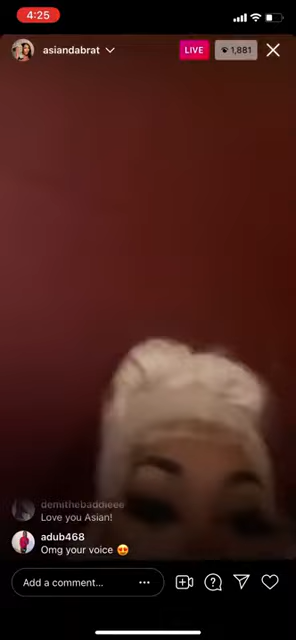 4:25
asiandabrat
LIVE
1,881
demithebaddieee
Love you Asian!
adub468
Omg your voice 😍
Add a comment...